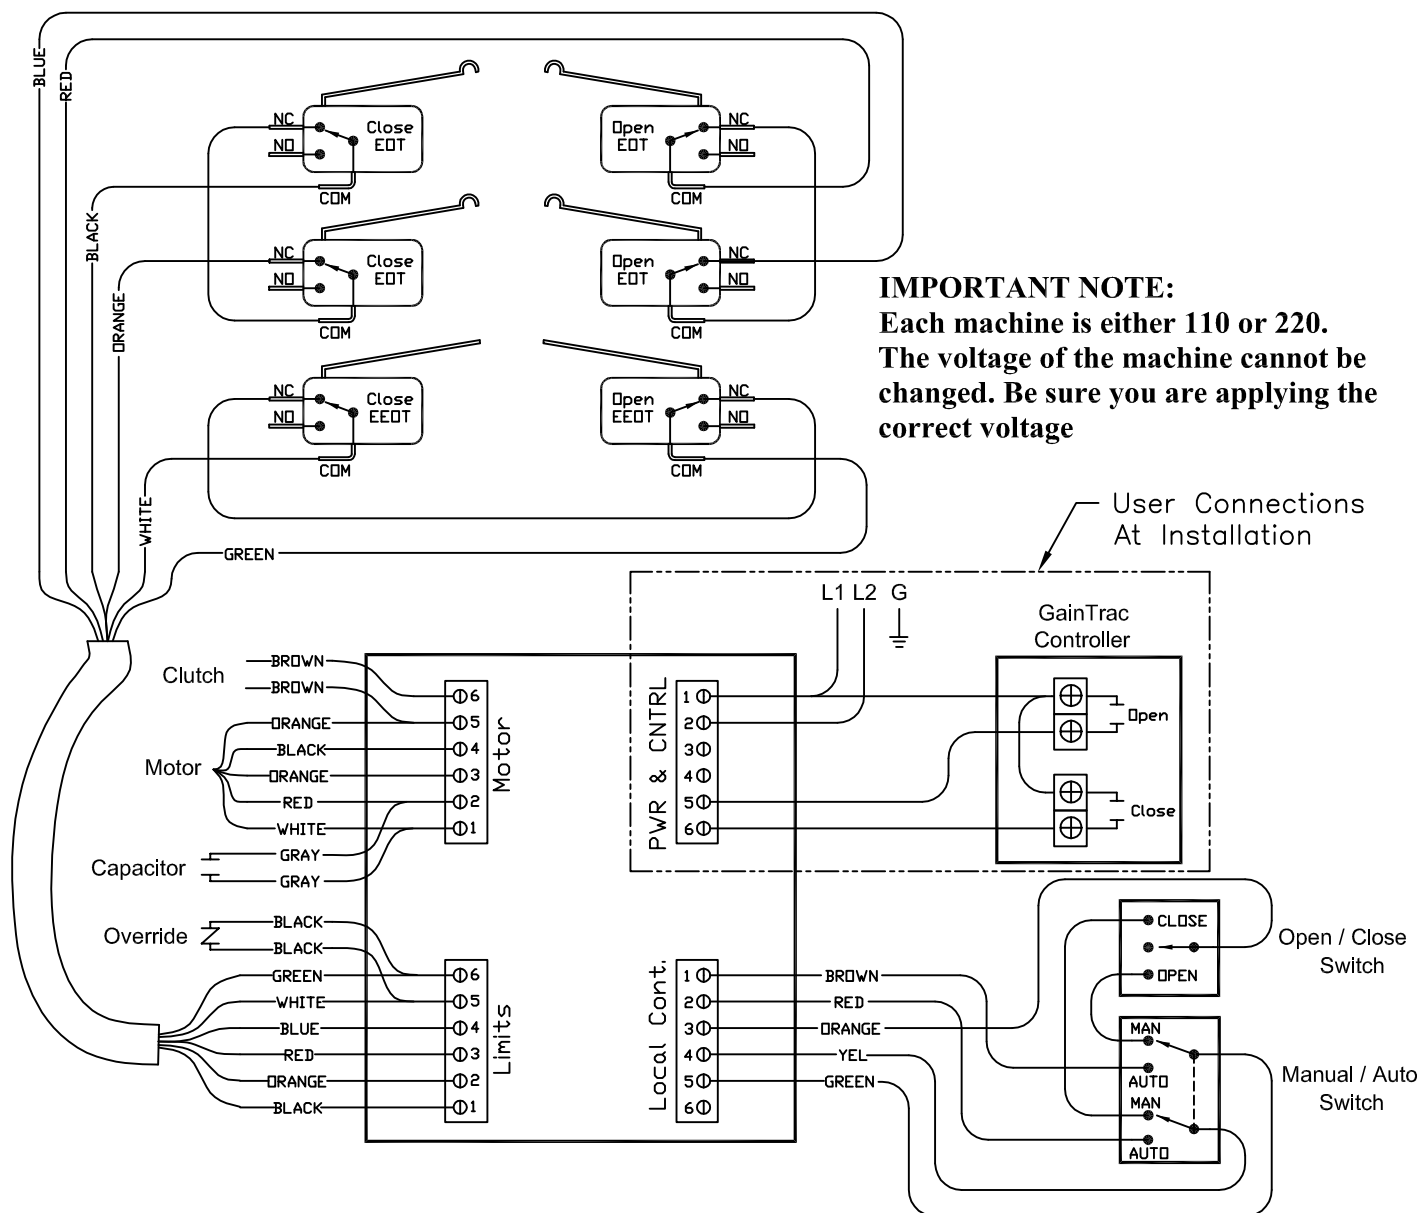 BLUE
RED
BLACK
ORANGE
WHITE
GREEN
NC
NO
COM
Close
EOT
Open
EOT
NC
NO
COM
NC
NO
COM
Close
EOT
Open
EOT
NC
NO
COM
NC
NO
COM
Close
EEOT
Open
EEOT
NC
NO
COM
IMPORTANT NOTE:
Each machine is either 110 or 220.
The voltage of the machine cannot be
changed. Be sure you are applying the
correct voltage
User Connections
At Installation
L1 L2 G
GainTrac
Controller
Open
Close
Clutch
BROWN
BROWN
Motor
ORANGE
BLACK
ORANGE
RED
WHITE
Capacitor
GRAY
GRAY
6
5
4
3
2
1
Motor
PWR & CNTRL
1
2
3
4
5
6
Override
BLACK
BLACK
GREEN
WHITE
BLUE
RED
ORANGE
BLACK
6
5
4
3
2
1
Limits
Local Cont.
1
2
3
4
5
6
BROWN
RED
ORANGE
YEL
GREEN
CLOSE
OPEN
Open / Close
Switch
MAN
AUTO
MAN
AUTO
Manual / Auto
Switch